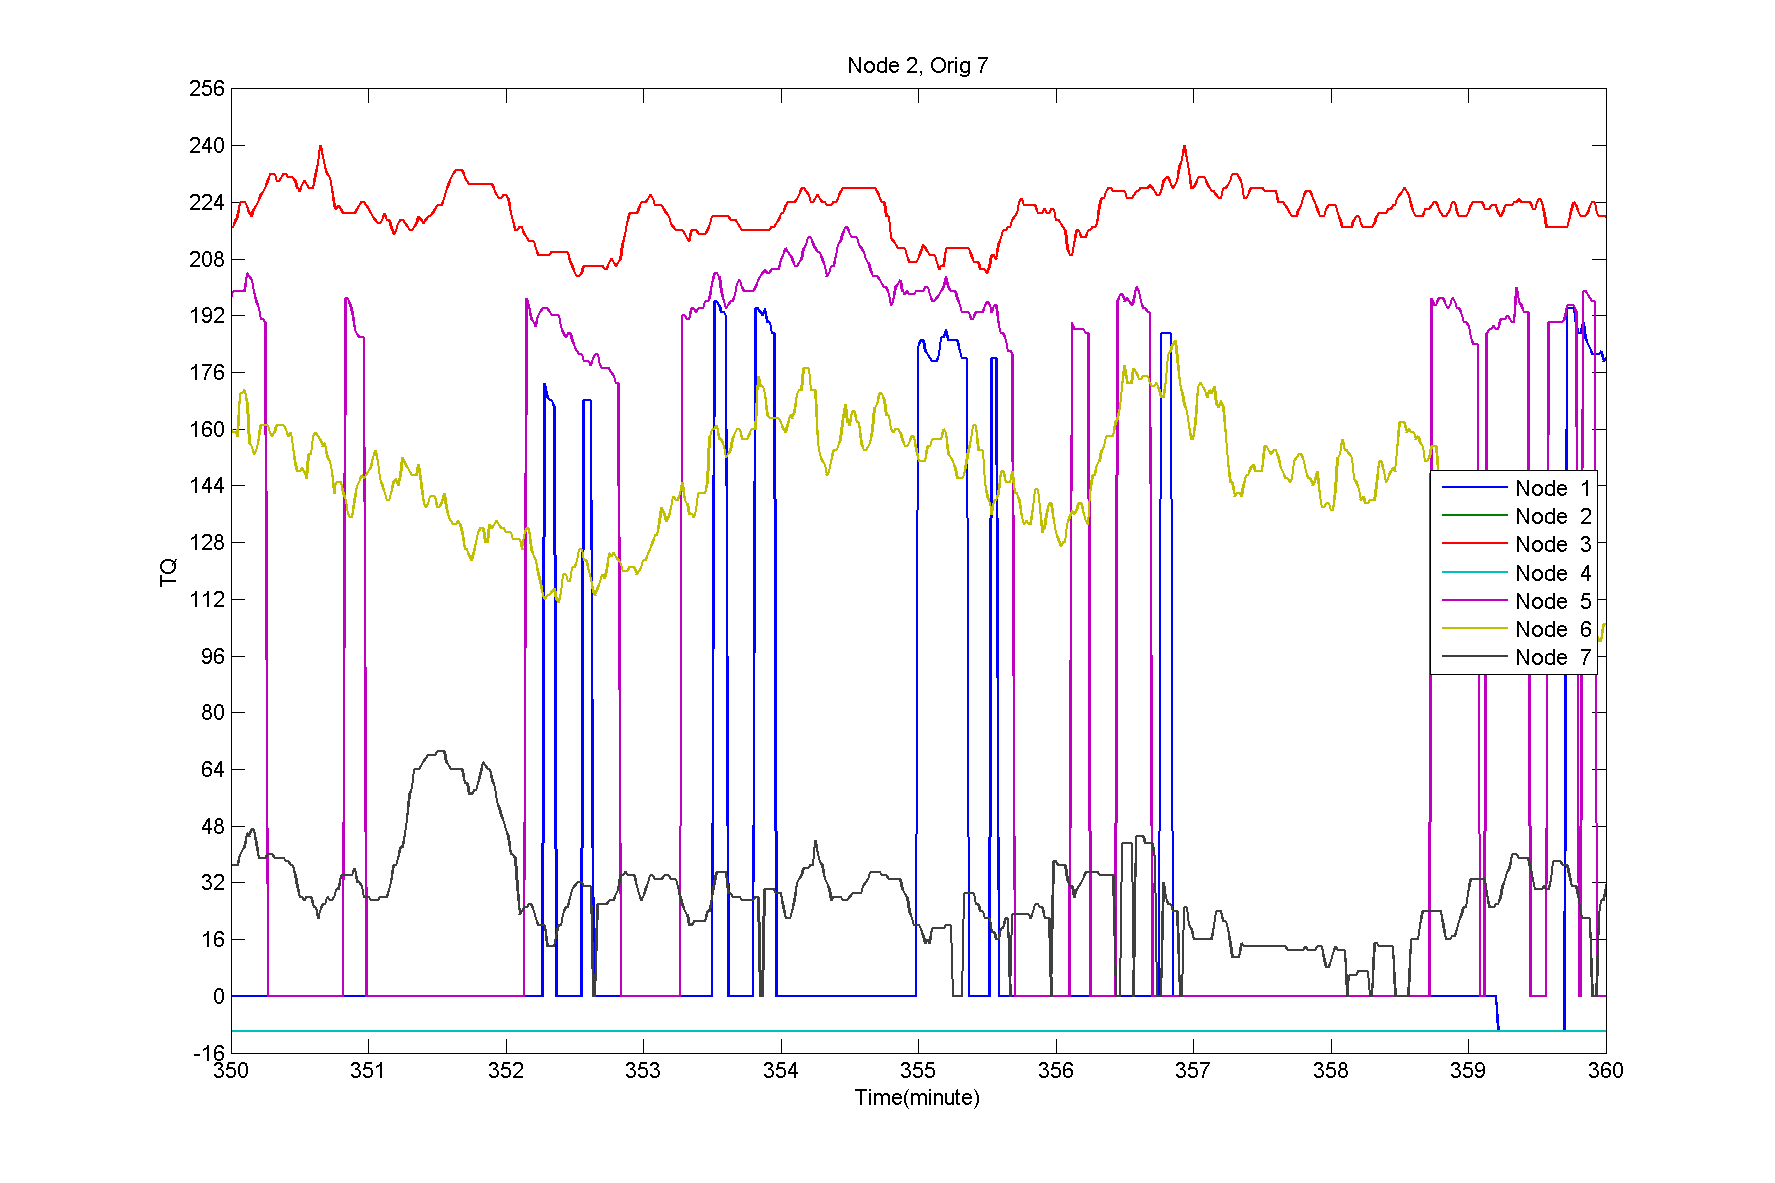 Node 2, Orig 7
256
240
224
208
192
176
160
144
128
112
96
80
64
48
32
16
0
-16
TQ
Node 1
Node 2
Node 3
Node 4
Node 5
Node 6
Node 7
350 351 352 353 354 355 356 357 358 359 360
Time(minute)